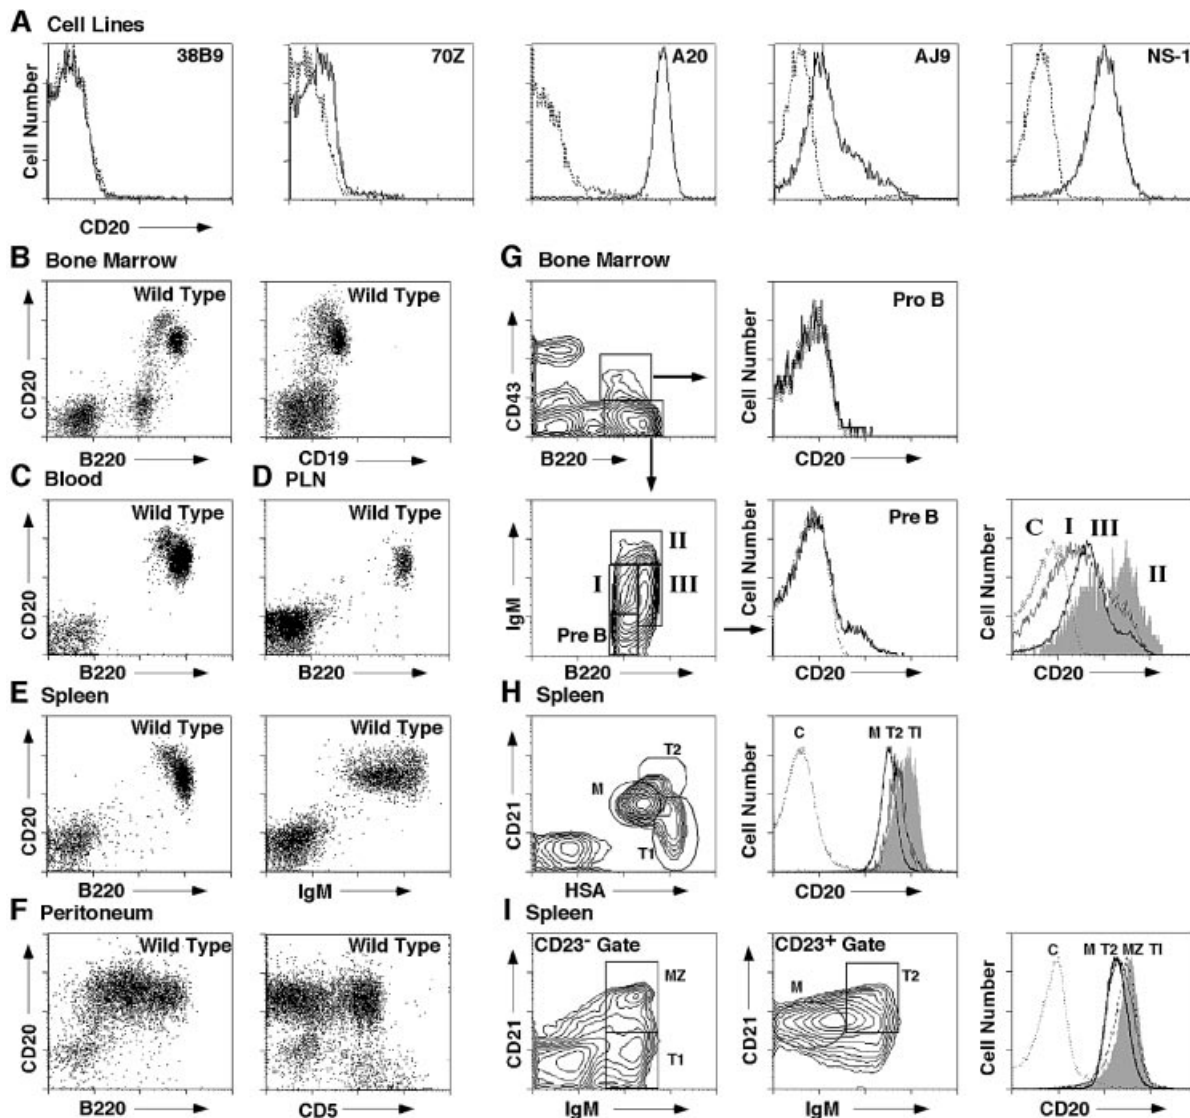 A Cell Lines
38B9
70Z
A20
AJ9
NS-1
Cell Number
CD20
B Bone Marrow
Wild Type
Wild Type
CD20
B220
CD19
G Bone Marrow
CD43
B220
Pro B
Cell Number
CD20
C Blood
Wild Type
CD20
B220
D PLN
Wild Type
B220
IgM
I
II
III
Pre B
B220
Pre B
Cell Number
CD20
C I III
II
Cell Number
CD20
E Spleen
Wild Type
Wild Type
CD20
B220
IgM
H Spleen
T2
M
T1
CD21
HSA
C
M T2 TI
Cell Number
CD20
F Peritoneum
Wild Type
Wild Type
CD20
B220
CD5
I Spleen
CD23- Gate
MZ
T1
CD21
IgM
CD23+ Gate
M
T2
CD21
IgM
C
M T2 MZ TI
Cell Number
CD20